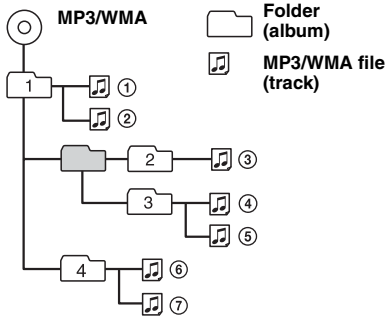 MP3/WMA
Folder
(album)
MP3/WMA file
(track)
1
①
②
2
③
3
④
⑤
4
⑥
⑦